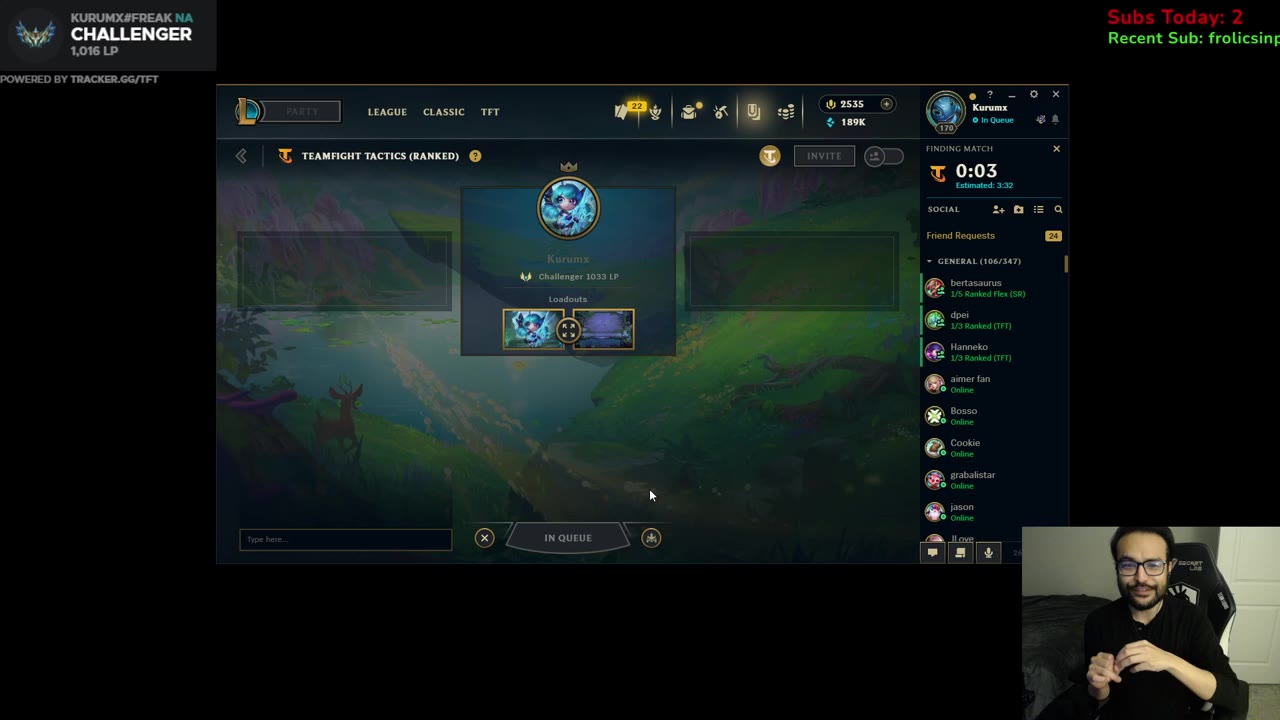 KURUMX#FREAK NA
CHALLENGER
1,016 LP
POWERED BY TRACKER.GG/TFT
Subs Today: 2
Recent Sub: frolicsinp
PARTY
LEAGUE
CLASSIC
TFT
22
2535
189K
170
?
Kurumx
In Queue
TEAMFIGHT TACTICS (RANKED)
?
INVITE
FINDING MATCH
0:03
Estimated: 3:32
SOCIAL
Friend Requests
24
GENERAL (106/347)
bertasaurus
1/5 Ranked Flex (SR)
dpei
1/3 Ranked (TFT)
Hanneko
1/3 Ranked (TFT)
aimer fan
Online
Bosso
Online
Cookie
Online
grabalistar
Online
jason
Online
Kurumx
Challenger 1033 LP
Loadouts
Type here...
IN QUEUE
SECRET LAB